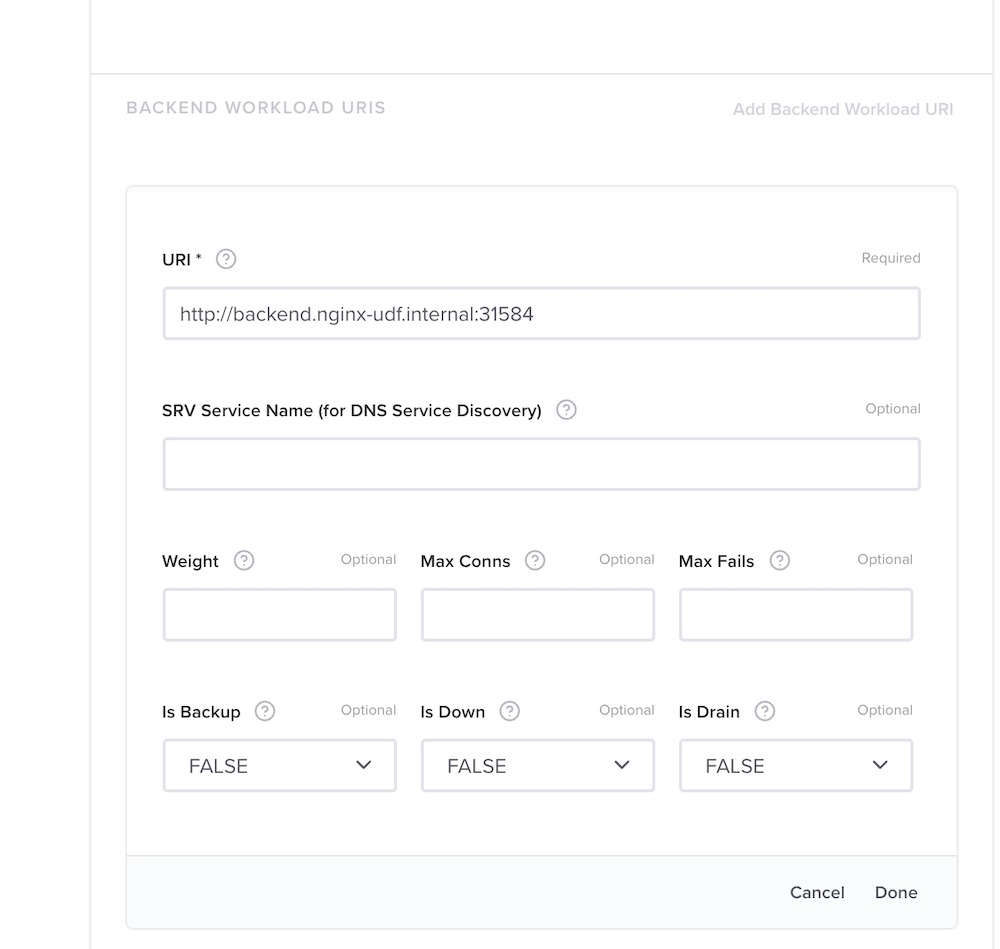 BACKEND WORKLOAD URIS Add Backend Workload URI
URI * ? Required
http://backend.nginx-udf.internal:31584
SRV Service Name (for DNS Service Discovery) ? Optional
Weight ? Optional Max Conns ? Optional Max Fails ? Optional
Is Backup ? Optional Is Down ? Optional Is Drain ? Optional
FALSE FALSE FALSE
Cancel Done